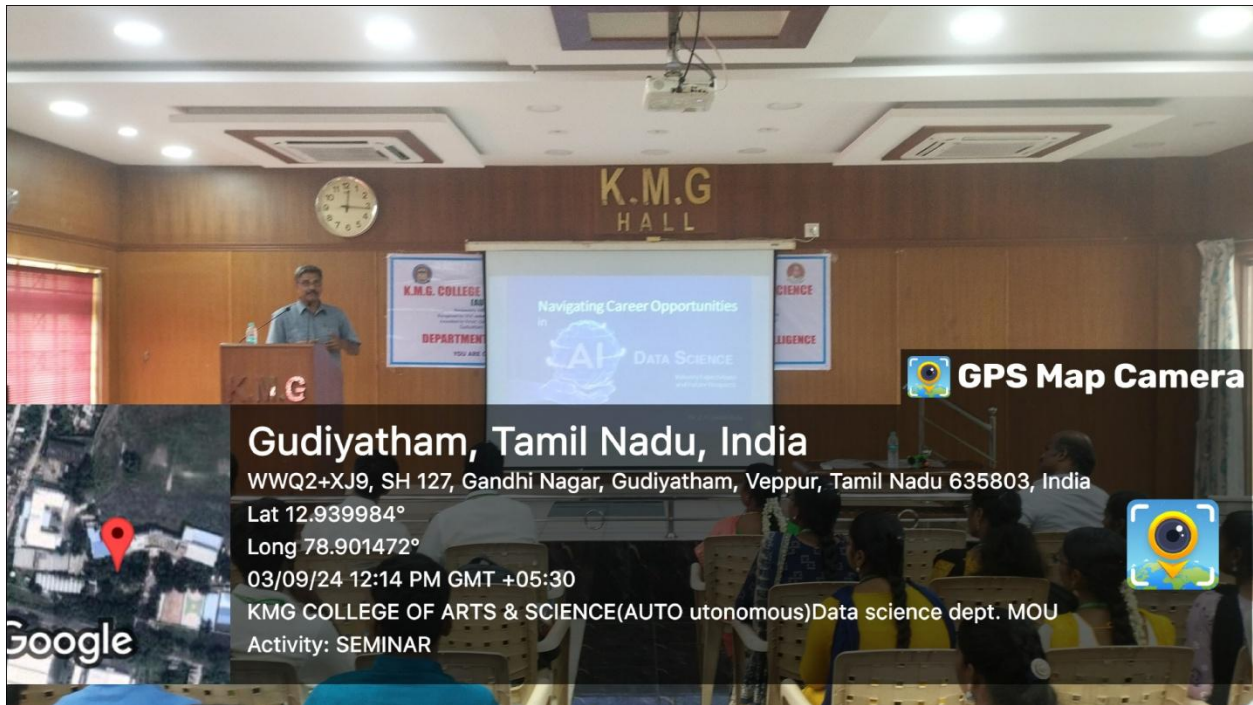 K.M.G
HALL
K.M.G. COLLEGE
CIENCE
DEPARTMENT
LLIGENCE
YOU ARE
Navigating Career Opportunities
in
AI
DATA SCIENCE
K.M.G
GPS Map Camera
Gudiyatham, Tamil Nadu, India
WWQ2+XJ9, SH 127, Gandhi Nagar, Gudiyatham, Veppur, Tamil Nadu 635803, India
Lat 12.939984°
Long 78.901472°
03/09/24 12:14 PM GMT +05:30
KMG COLLEGE OF ARTS & SCIENCE(AUTO utonomous)Data science dept. MOU
Activity: SEMINAR
Google